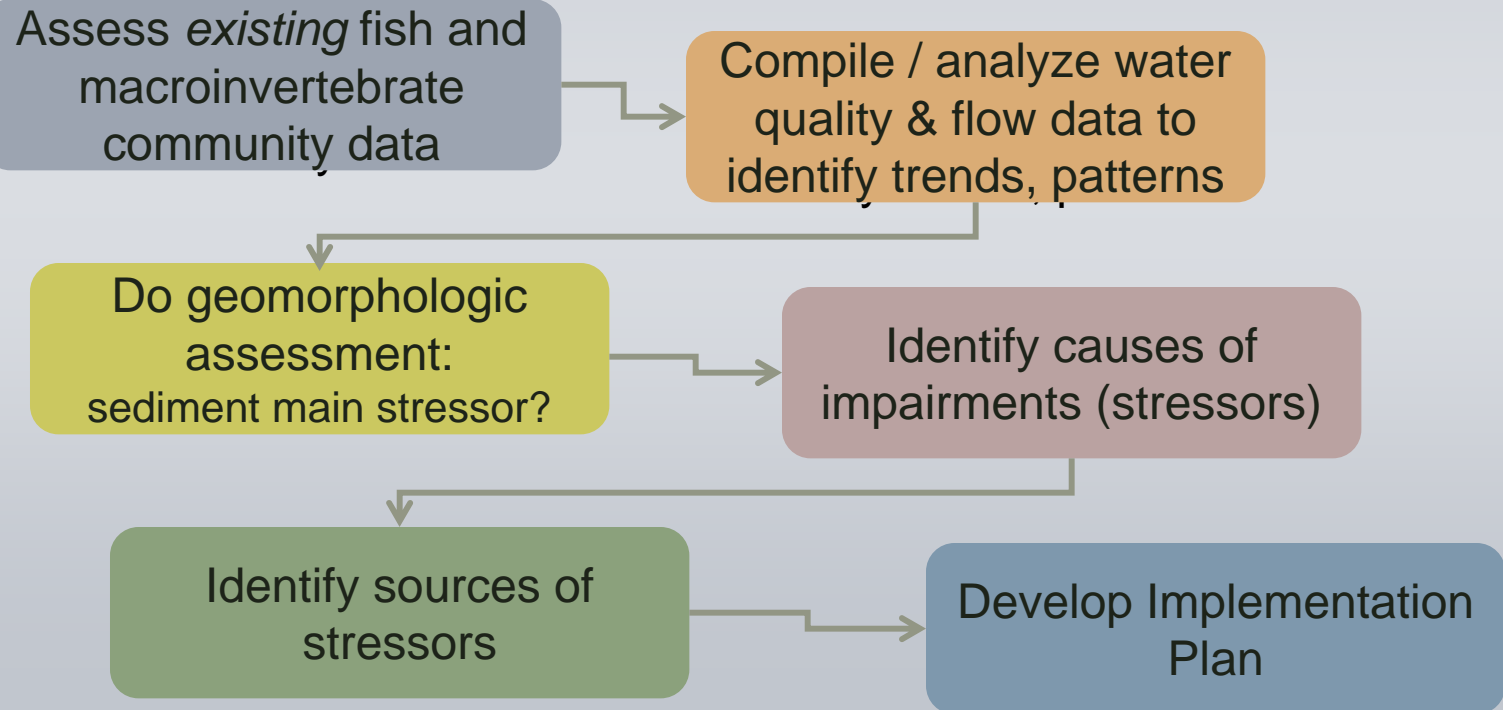 Assess existing fish and
macroinvertebrate
community data
Compile / analyze water
quality & flow data to
identify trends, patterns
Do geomorphologic
assessment:
sediment main stressor?
Identify causes of
impairments (stressors)
Identify sources of
stressors
Develop Implementation
Plan